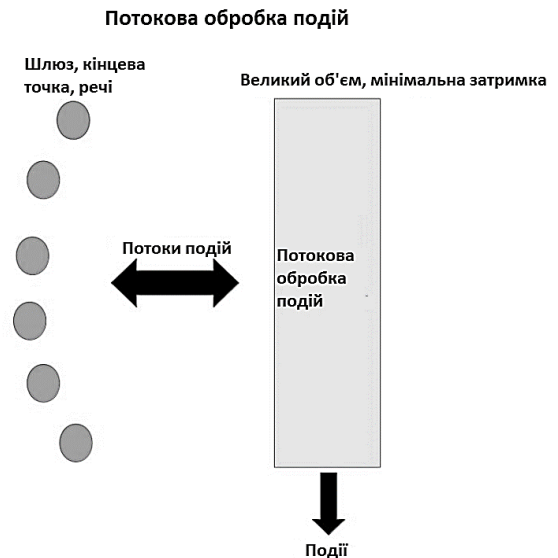 Потокова обробка подій
Шлюз, кінцева
точка, речі
Великий об'єм, мінімальна затримка
Потоки подій
Потокова
обробка
подій
Події